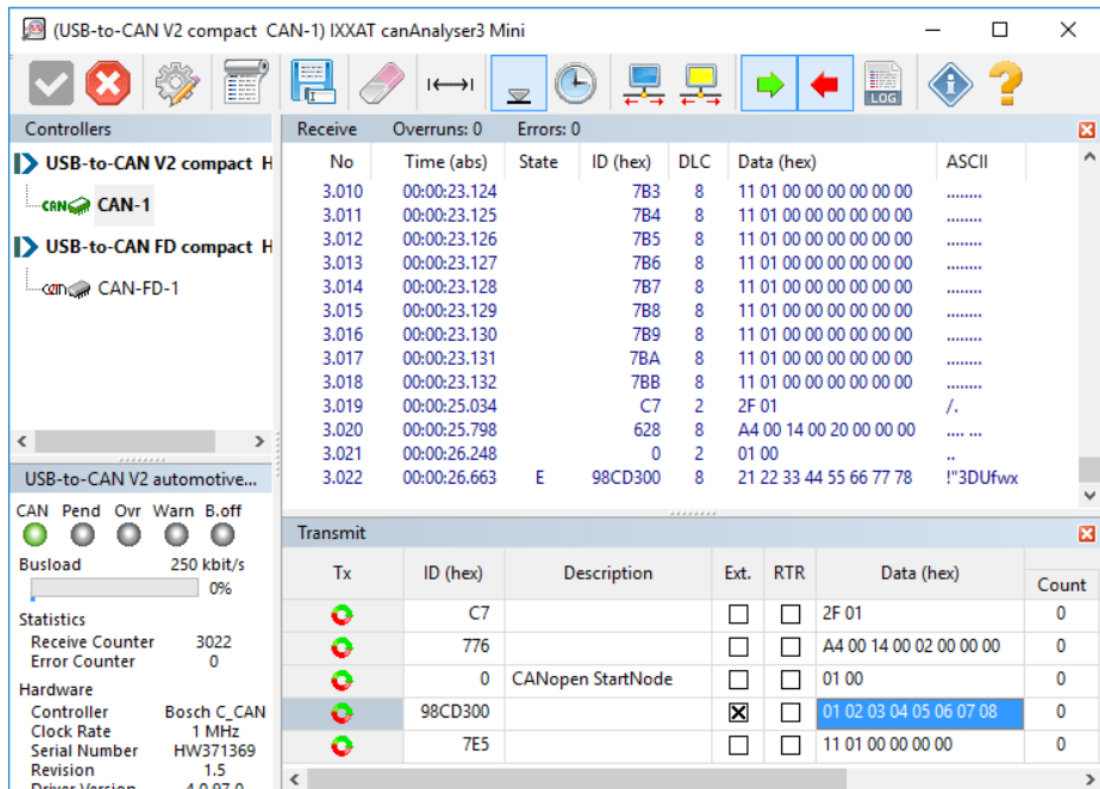 (USB-to-CAN V2 compact CAN-1) IXXAT canAnalyser3 Mini
LOG
Controllers
USB-to-CAN V2 compact H
CAN CAN-1
USB-to-CAN FD compact H
CAN-FD-1
Receive Overruns: 0 Errors: 0
No Time (abs) State ID (hex) DLC Data (hex) ASCII
3.010 00:00:23.124 7B3 8 11 01 00 00 00 00 00 00 ........
3.011 00:00:23.125 7B4 8 11 01 00 00 00 00 00 00 ........
3.012 00:00:23.126 7B5 8 11 01 00 00 00 00 00 00 ........
3.013 00:00:23.127 7B6 8 11 01 00 00 00 00 00 00 ........
3.014 00:00:23.128 7B7 8 11 01 00 00 00 00 00 00 ........
3.015 00:00:23.129 7B8 8 11 01 00 00 00 00 00 00 ........
3.016 00:00:23.130 7B9 8 11 01 00 00 00 00 00 00 ........
3.017 00:00:23.131 7BA 8 11 01 00 00 00 00 00 00 ........
3.018 00:00:23.132 7BB 8 11 01 00 00 00 00 00 00 ........
3.019 00:00:25.034 C7 2 2F 01 /.
3.020 00:00:25.798 628 8 A4 00 14 00 20 00 00 00 .... ...
3.021 00:00:26.248 0 2 01 00 ..
3.022 00:00:26.663 E 98CD300 8 21 22 33 44 55 66 77 78 !"3DUfwx
USB-to-CAN V2 automotive...
CAN Pend Ovr Warn B.off
Busload 250 kbit/s
0%
Statistics
Receive Counter 3022
Error Counter 0
Hardware
Controller Bosch C_CAN
Clock Rate 1 MHz
Serial Number HW371369
Revision 1.5
Driver Version 4.0.97.0
Transmit
Tx ID (hex) Description Ext. RTR Data (hex) Count
C7 2F 01 0
776 A4 00 14 00 02 00 00 00 0
0 CANopen StartNode 01 00 0
98CD300 01 02 03 04 05 06 07 08 0
7E5 11 01 00 00 00 00 0